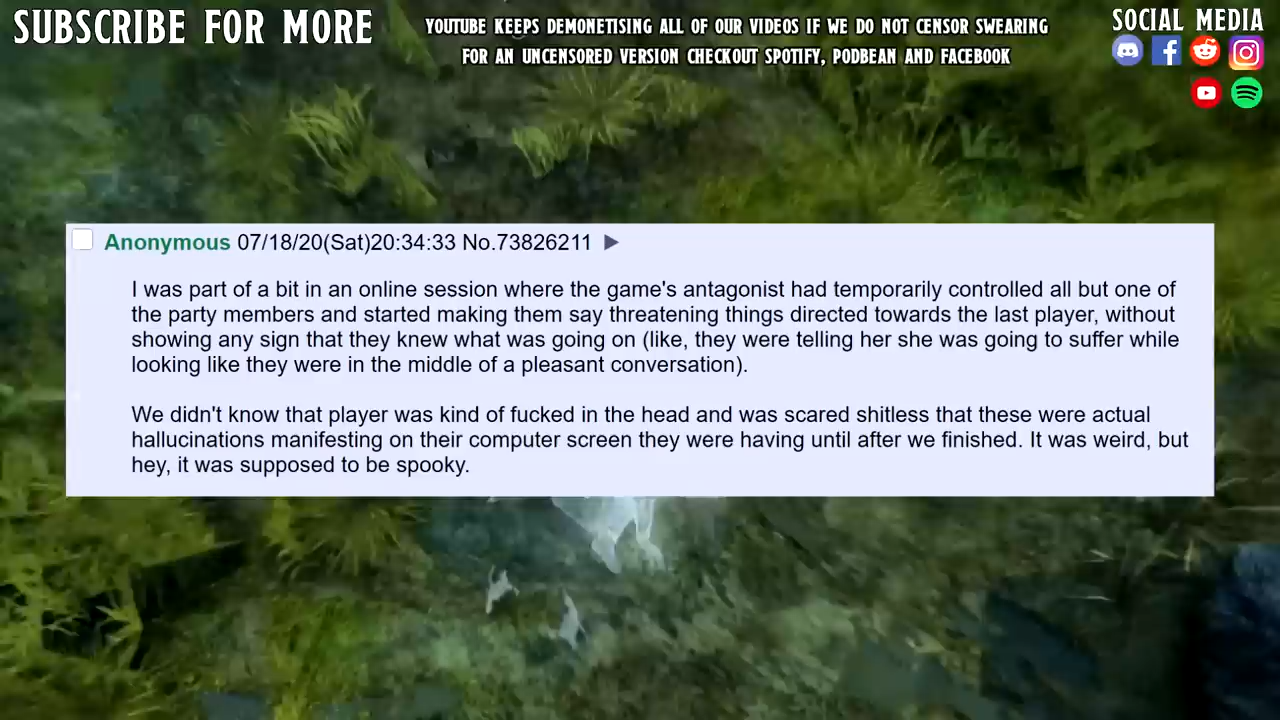 SUBSCRIBE FOR MORE
YOUTUBE KEEPS DEMONETISING ALL OF OUR VIDEOS IF WE DO NOT CENSOR SWEARING
FOR AN UNCENSORED VERSION CHECKOUT SPOTIFY, PODBEAN AND FACEBOOK
SOCIAL MEDIA
Anonymous 07/18/20(Sat)20:34:33 No.73826211 ▶
I was part of a bit in an online session where the game's antagonist had temporarily controlled all but one of
the party members and started making them say threatening things directed towards the last player, without
showing any sign that they knew what was going on (like, they were telling her she was going to suffer while
looking like they were in the middle of a pleasant conversation).
We didn't know that player was kind of fucked in the head and was scared shitless that these were actual
hallucinations manifesting on their computer screen they were having until after we finished. It was weird, but
hey, it was supposed to be spooky.